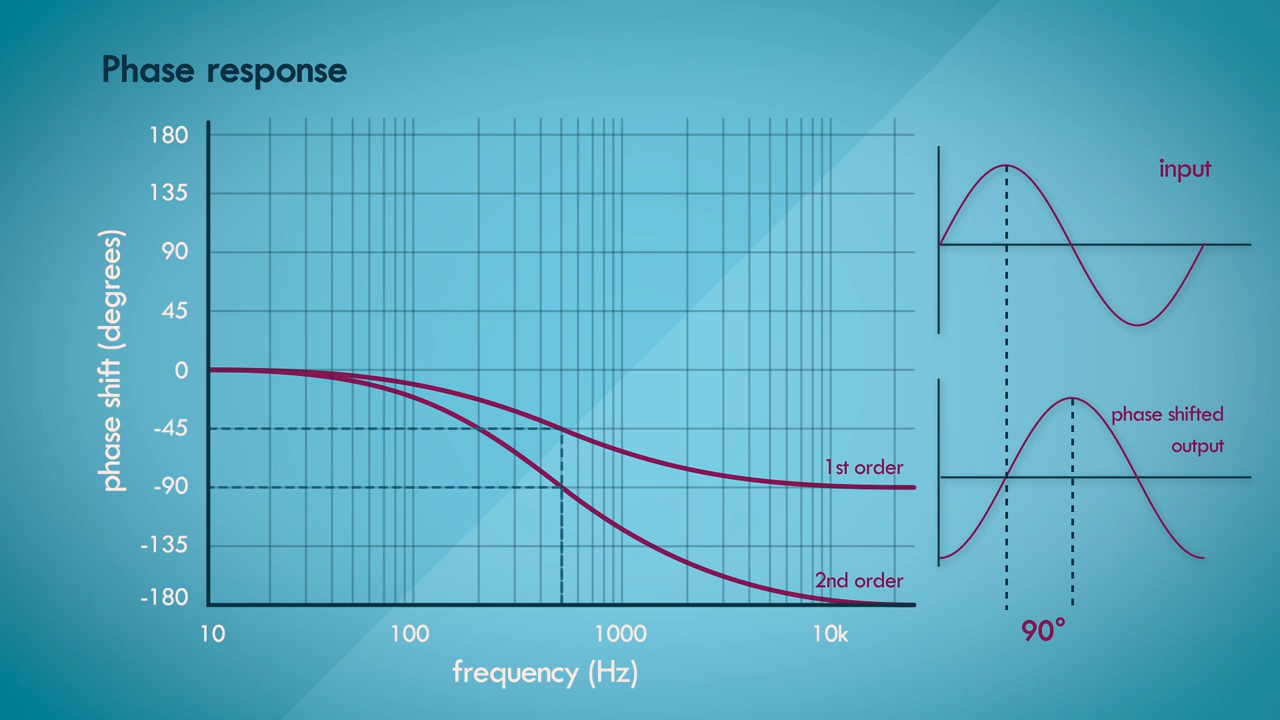 Phase response
phase shift (degrees)
180
135
90
45
0
-45
-90
-135
-180
10
100
1000
10k
frequency (Hz)
1st order
2nd order
input
phase shifted
output
90°